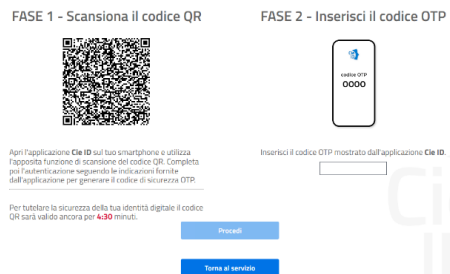 FASE 1 - Scansiona il codice QR
Apri l'applicazione Cie ID sul tuo smartphone e utilizza
l'apposita funzione di scansione del codice QR. Completa
poi l'autenticazione seguendo le indicazioni fornite
dall'applicazione per generare il codice di sicurezza OTP.
Per tutelare la sicurezza della tua identità digitale il codice
QR sarà valido ancora per 4:30 minuti.
FASE 2 - Inserisci il codice OTP
codice OTP
0000
Inserisci il codice OTP mostrato dall'applicazione Cie ID.
Procedi
Torna al servizio